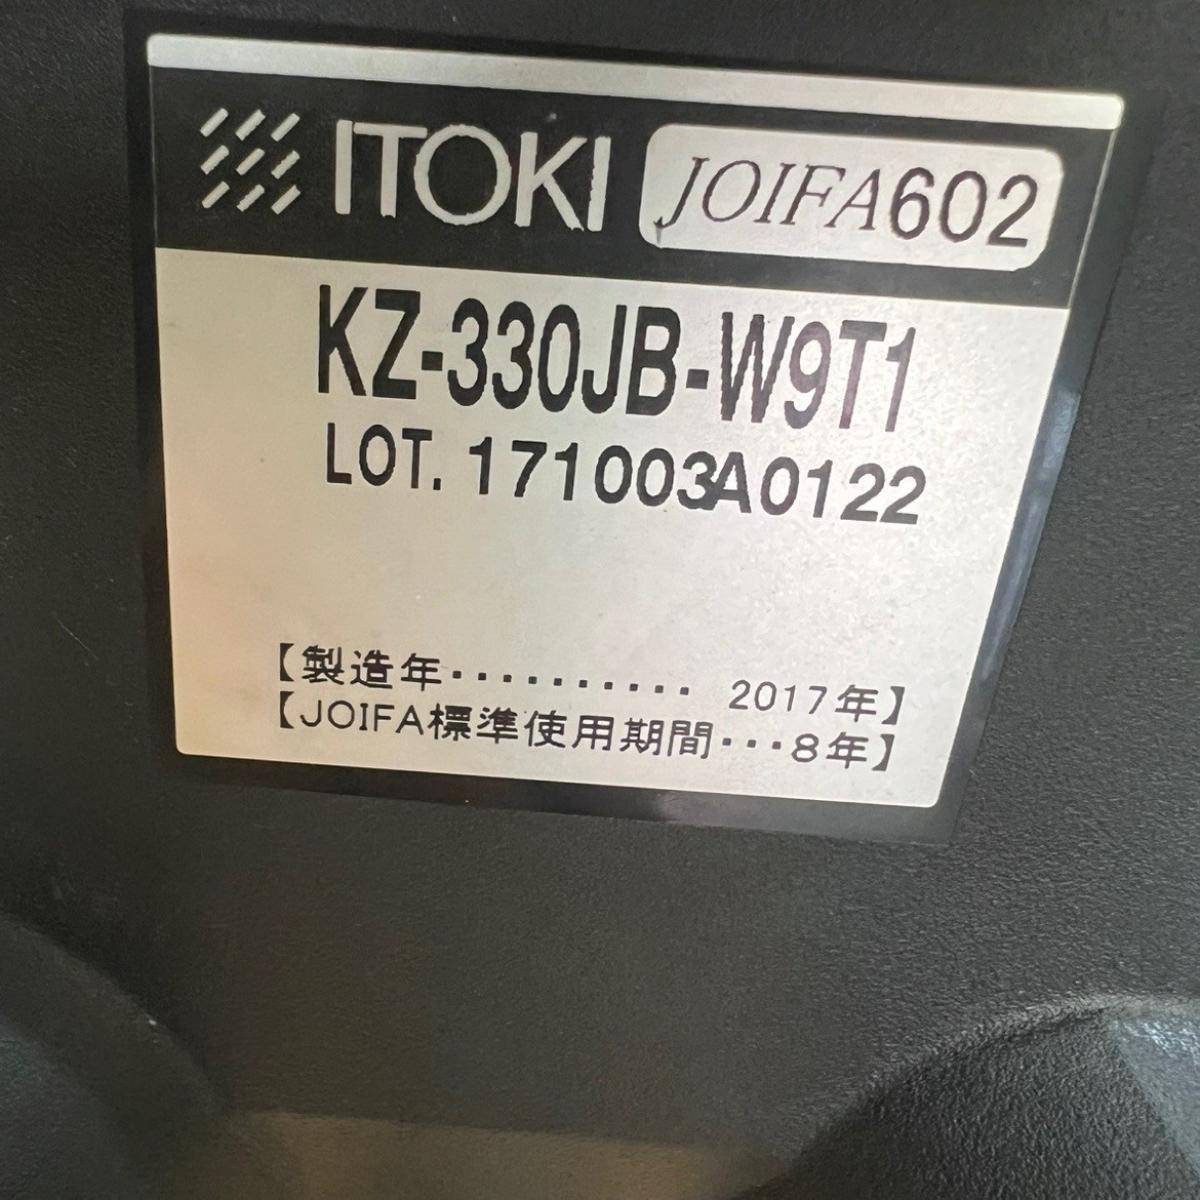 ITOKI JOIFA602
KZ-330JB-W9T1
LOT. 171003A0122
【製造年・・・・・・・・・・ 2017年】
【JOIFA標準使用期間・・・8年】